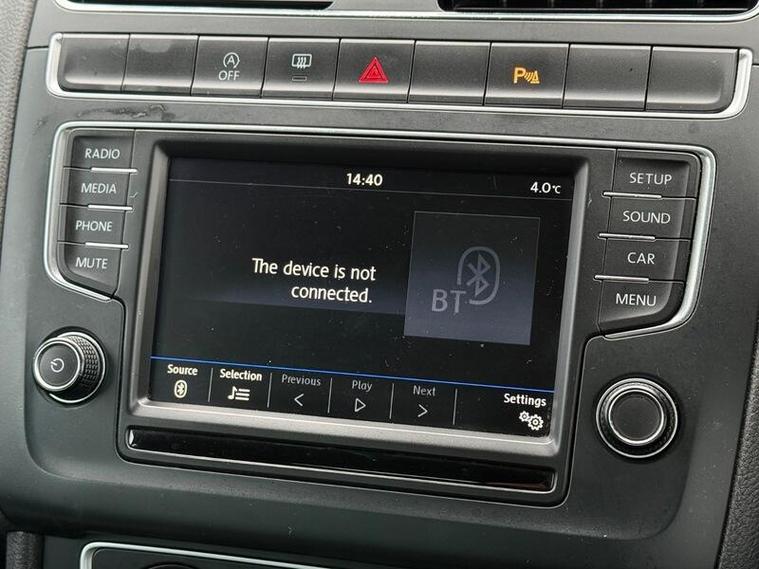 OFF
P
RADIO
MEDIA
PHONE
MUTE
14:40
4.0°C
SETUP
SOUND
CAR
MENU
The device is not
connected.
BT
Source
Selection
Previous
Play
Next
Settings